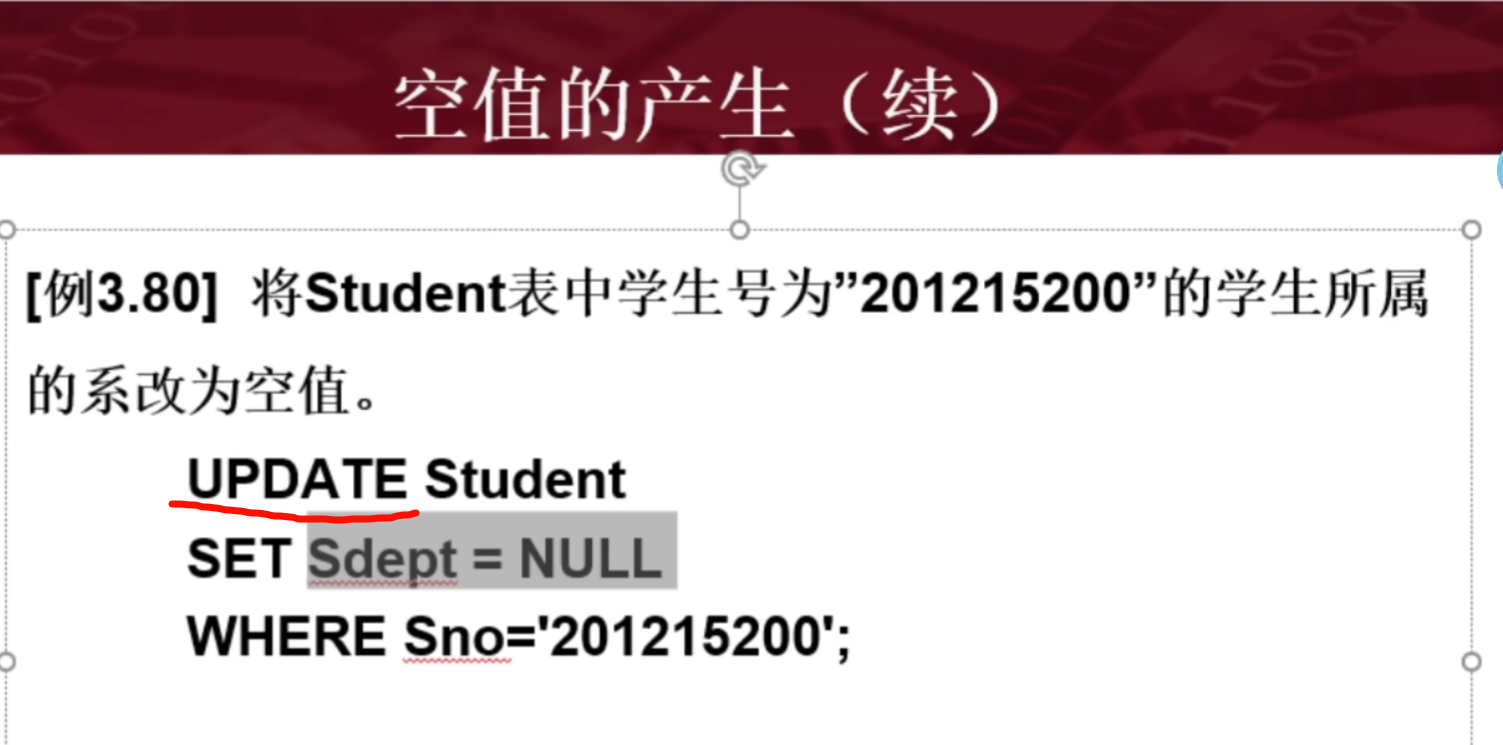 空值的产生（续）
[例3.80] 将Student表中学生号为”201215200”的学生所属
的系改为空值。
UPDATE Student
SET Sdept = NULL
WHERE Sno='201215200';